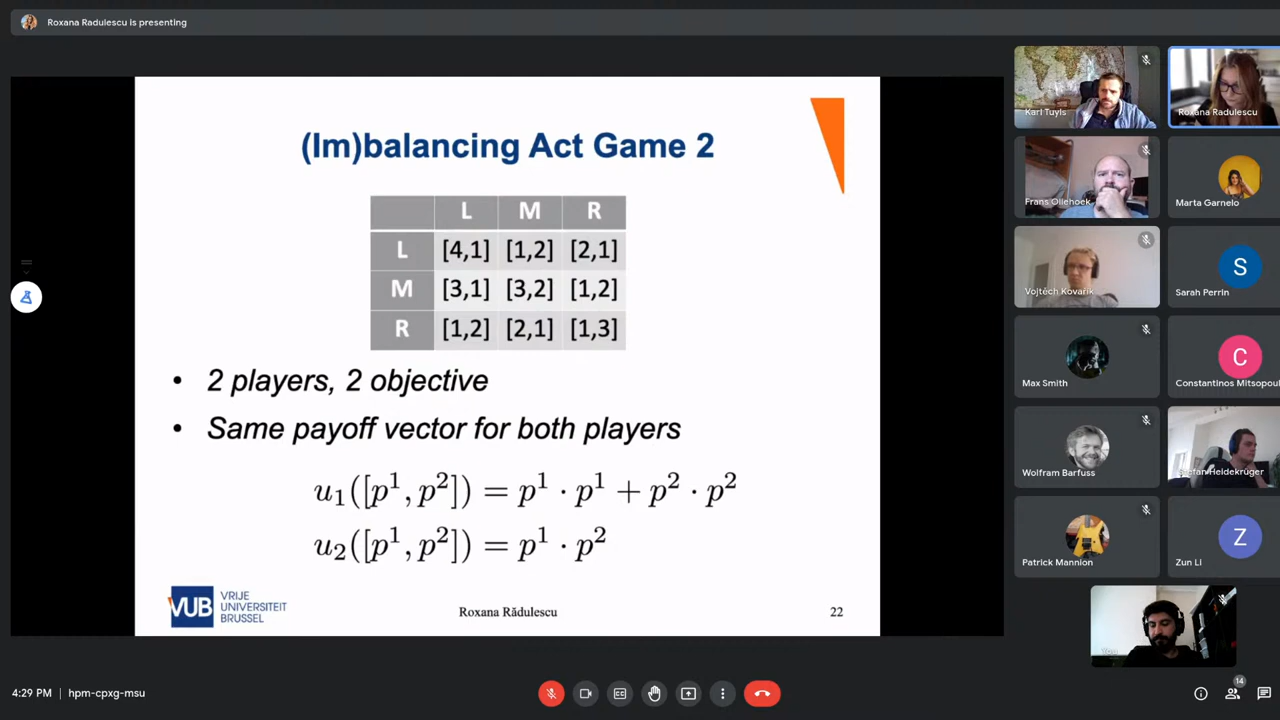 Roxana Radulescu is presenting
(Im)balancing Act Game 2
L M R
L [4,1] [1,2] [2,1]
M [3,1] [3,2] [1,2]
R [1,2] [2,1] [1,3]
• 2 players, 2 objective
• Same payoff vector for both players
u₁([p¹, p²]) = p¹ · p¹ + p² · p²
u₂([p¹, p²]) = p¹ · p²
VUB VRIJE
UNIVERSITEIT
BRUSSEL
Roxana Rădulescu
22
Karl Tuyls
Roxana Radulescu
Frans Oliehoek
Marta Garnelo
Vojtěch Kovařík
S
Sarah Perrin
Max Smith
C
Constantinos Mitsopoul
Wolfram Barfuss
Stefan Heidekrüger
Patrick Mannion
Z
Zun Li
You
4:29 PM | hpm-cpxg-msu
CC
14